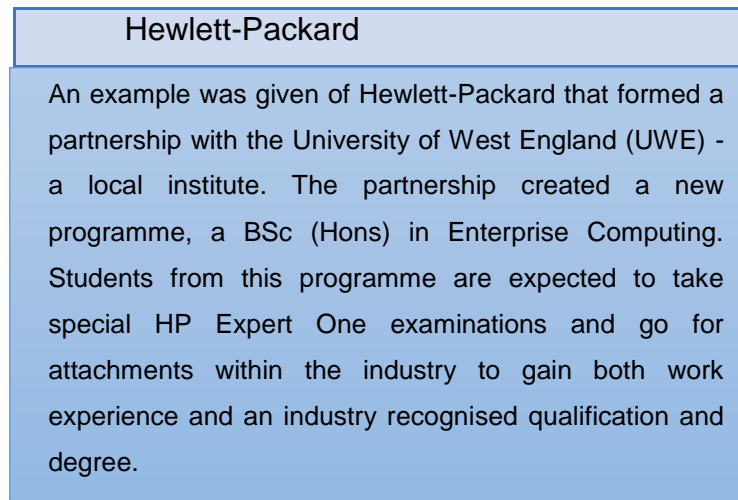 Hewlett-Packard
An example was given of Hewlett-Packard that formed a
partnership with the University of West England (UWE) -
a local institute. The partnership created a new
programme, a BSc (Hons) in Enterprise Computing.
Students from this programme are expected to take
special HP Expert One examinations and go for
attachments within the industry to gain both work
experience and an industry recognised qualification and
degree.